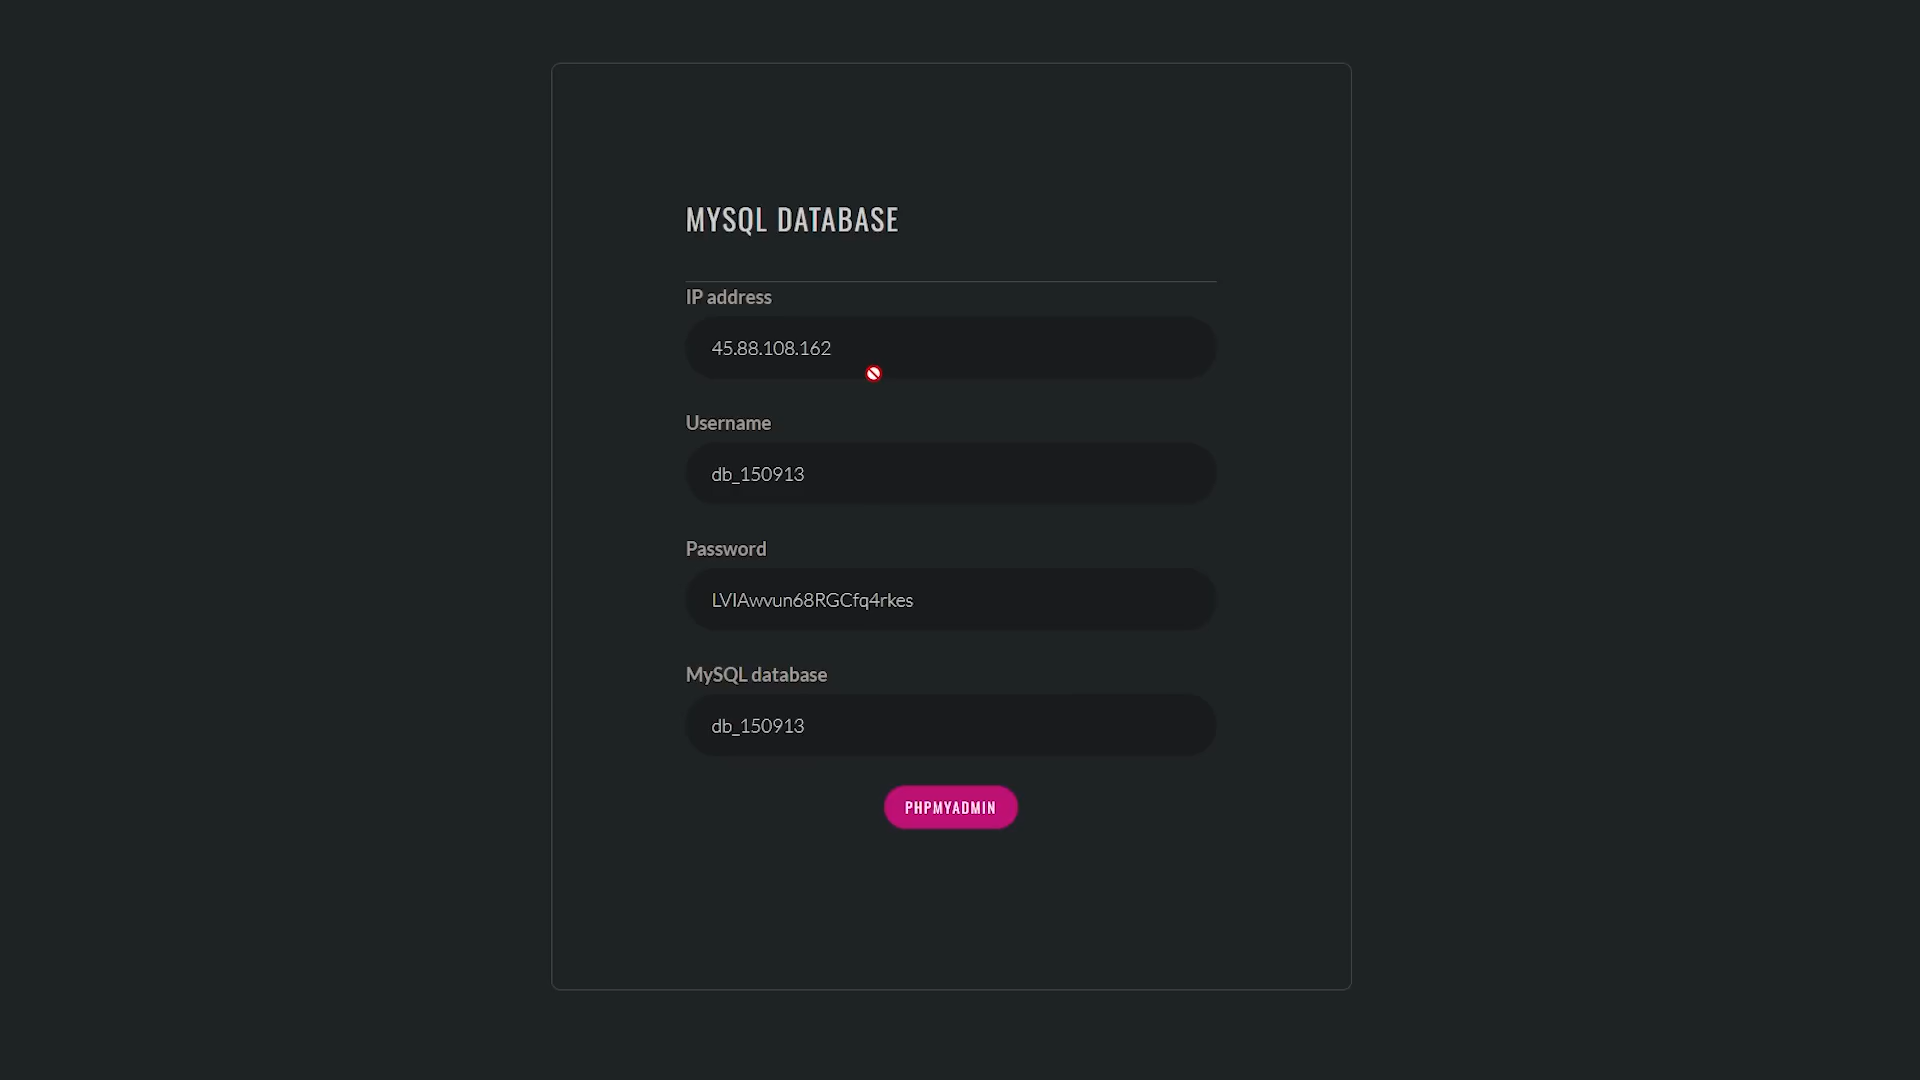 MYSQL DATABASE
IP address
45.88.108.162
Username
db_150913
Password
LVIAwvun68RGCfq4rkes
MySQL database
db_150913
PHPMYADMIN